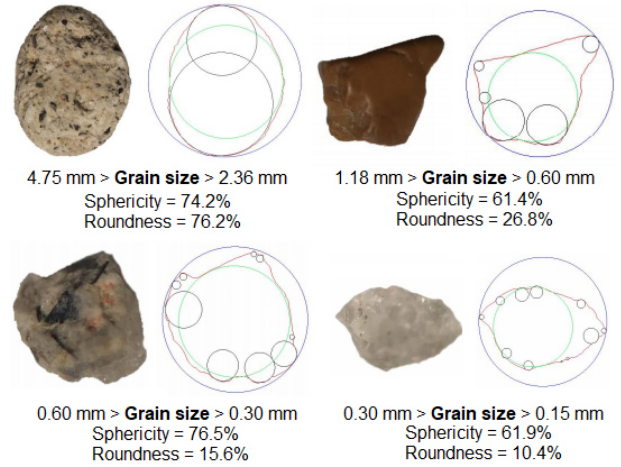 4.75 mm > Grain size > 2.36 mm
Sphericity = 74.2%
Roundness = 76.2%
1.18 mm > Grain size > 0.60 mm
Sphericity = 61.4%
Roundness = 26.8%
0.60 mm > Grain size > 0.30 mm
Sphericity = 76.5%
Roundness = 15.6%
0.30 mm > Grain size > 0.15 mm
Sphericity = 61.9%
Roundness = 10.4%